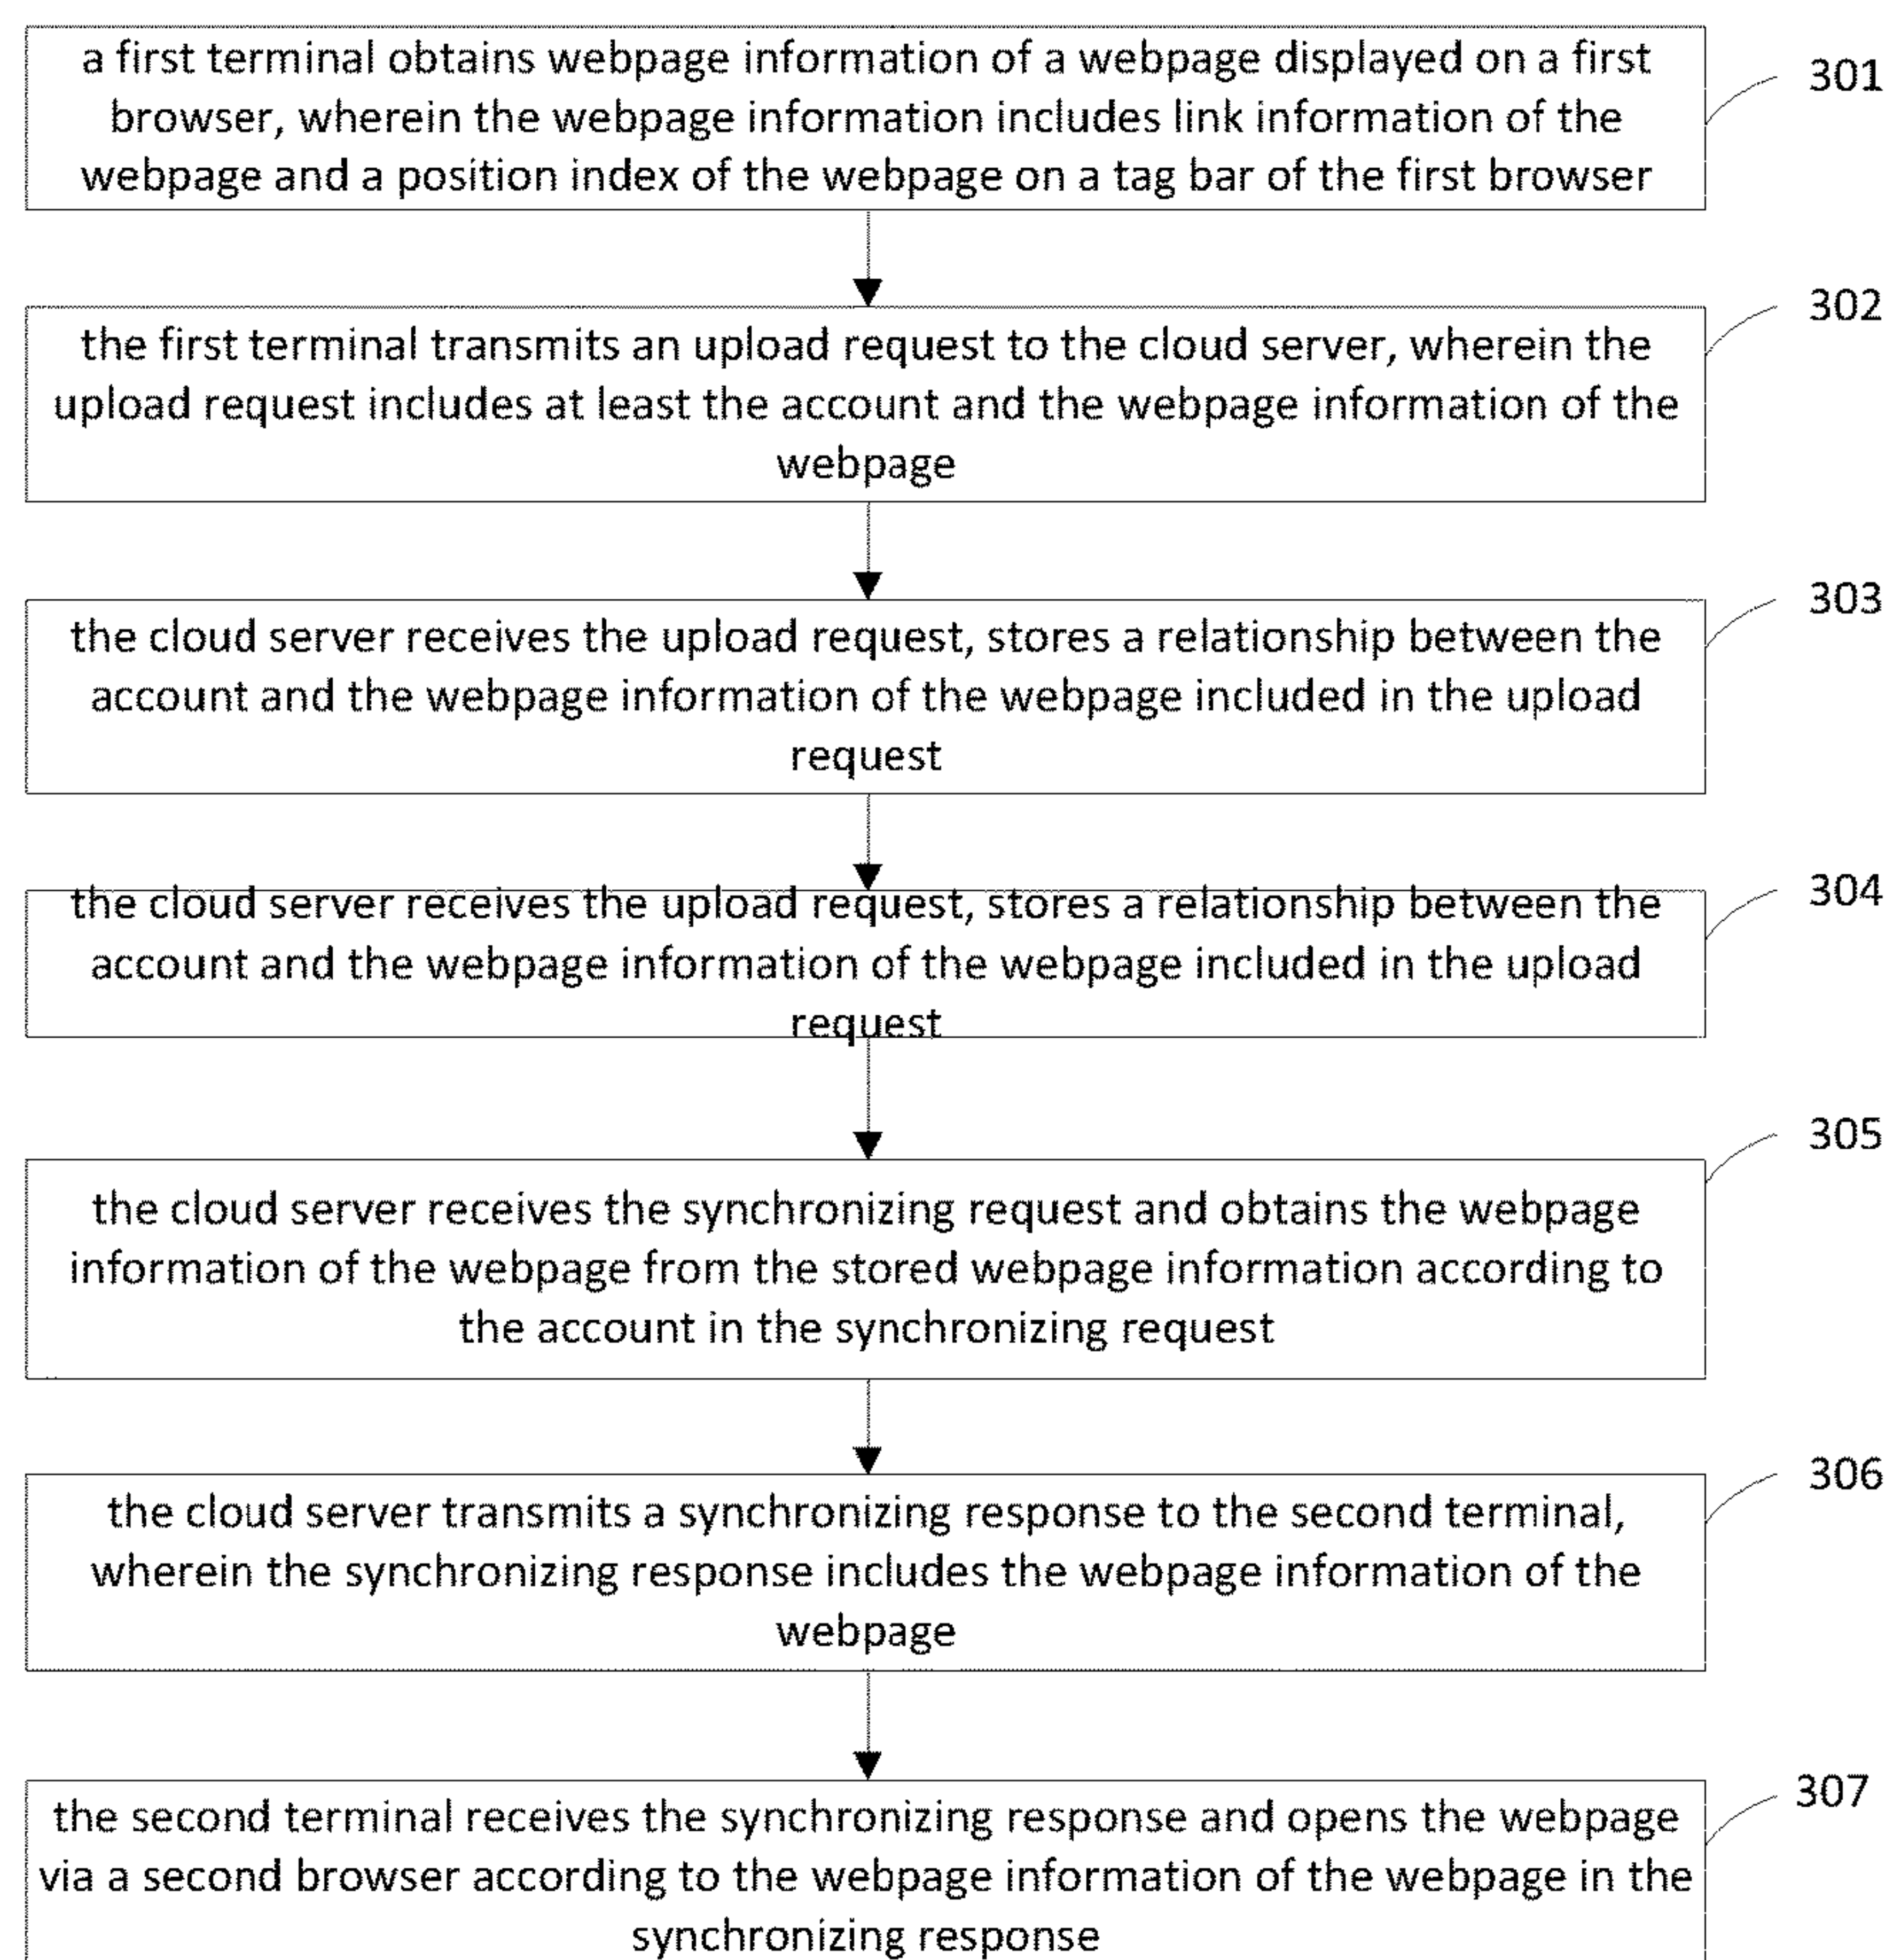 a first terminal obtains webpage information of a webpage displayed on a first
browser, wherein the webpage information includes link information of the
webpage and a position index of the webpage on a tag bar of the first browser
301
the first terminal transmits an upload request to the cloud server, wherein the
upload request includes at least the account and the webpage information of the
webpage
302
the cloud server receives the upload request, stores a relationship between the
account and the webpage information of the webpage included in the upload
request
303
the cloud server receives the upload request, stores a relationship between the
account and the webpage information of the webpage included in the upload
request
304
the cloud server receives the synchronizing request and obtains the webpage
information of the webpage from the stored webpage information according to
the account in the synchronizing request
305
the cloud server transmits a synchronizing response to the second terminal,
wherein the synchronizing response includes the webpage information of the
webpage
306
the second terminal receives the synchronizing response and opens the webpage
via a second browser according to the webpage information of the webpage in the
synchronizing response
307